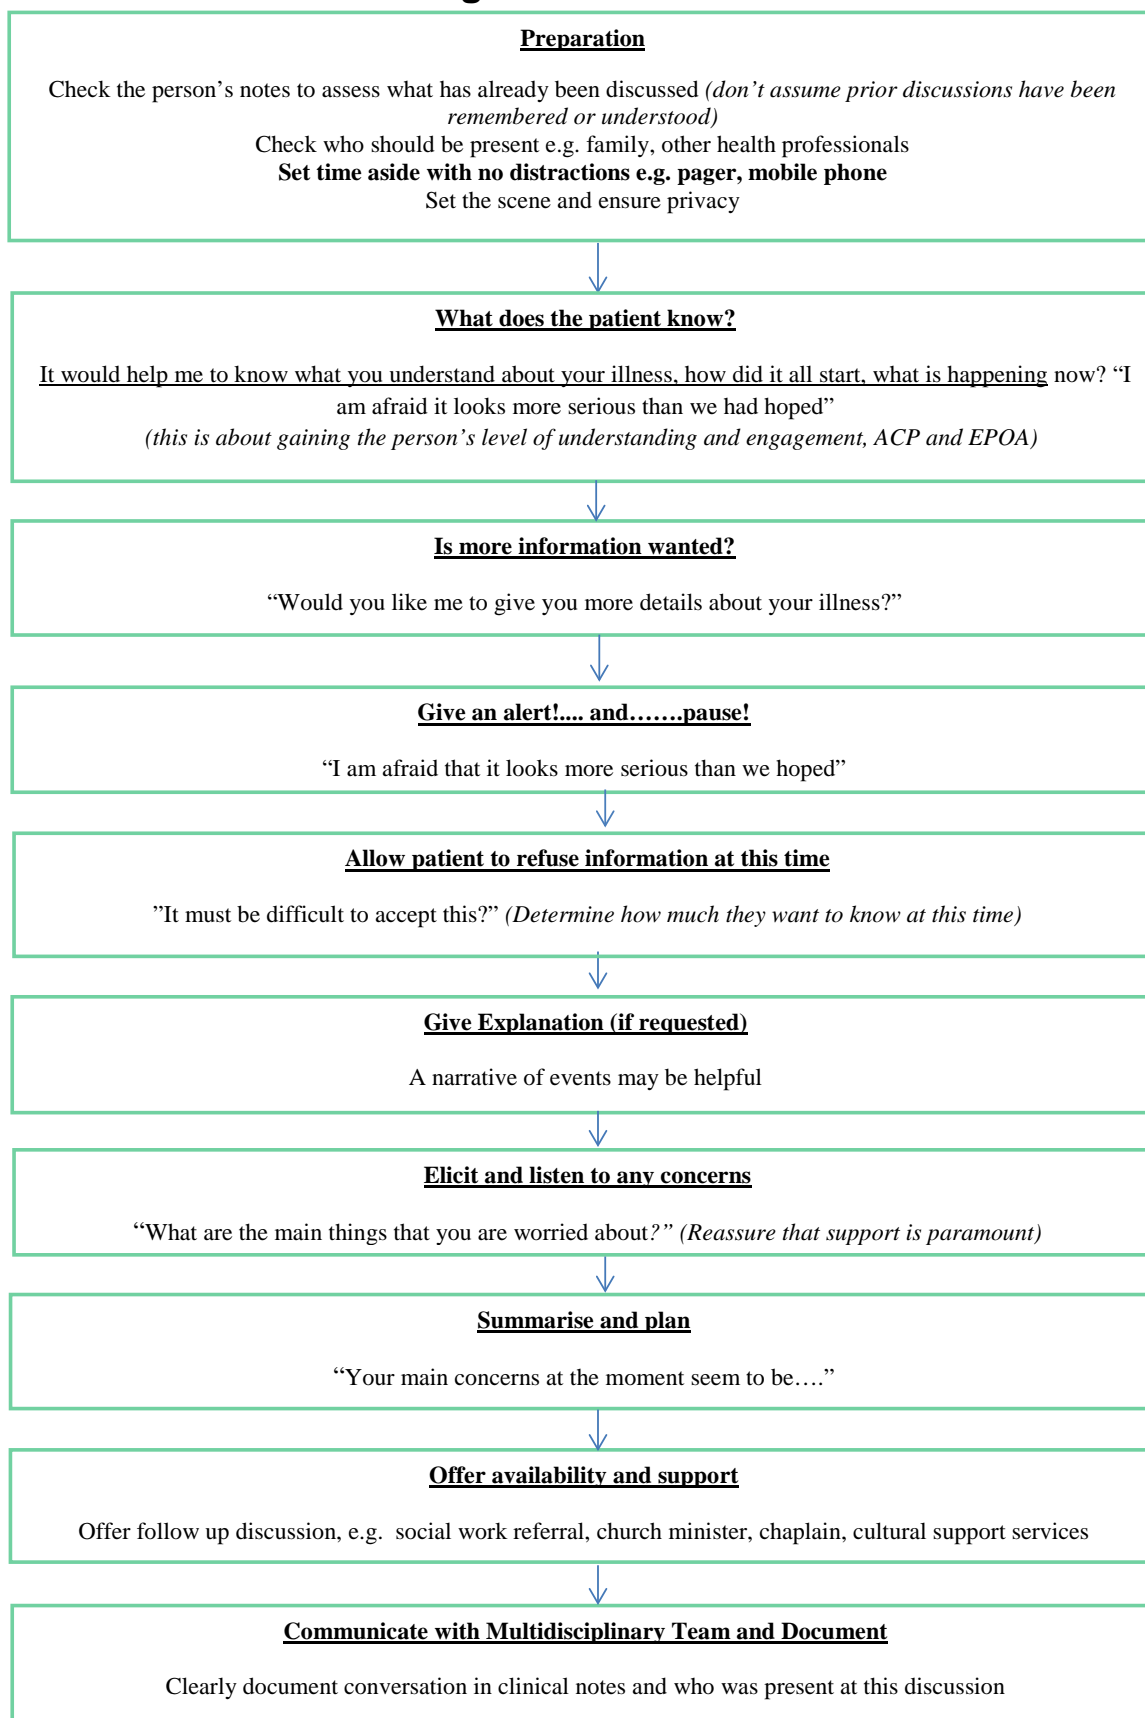 Preparation
Check the person’s notes to assess what has already been discussed (don’t assume prior discussions have been
remembered or understood)
Check who should be present e.g. family, other health professionals
Set time aside with no distractions e.g. pager, mobile phone
Set the scene and ensure privacy
What does the patient know?
It would help me to know what you understand about your illness, how did it all start, what is happening now? “I
am afraid it looks more serious than we had hoped”
(this is about gaining the person’s level of understanding and engagement, ACP and EPOA)
Is more information wanted?
“Would you like me to give you more details about your illness?”
Give an alert!.... and…….pause!
“I am afraid that it looks more serious than we hoped”
Allow patient to refuse information at this time
”It must be difficult to accept this?” (Determine how much they want to know at this time)
Give Explanation (if requested)
A narrative of events may be helpful
Elicit and listen to any concerns
“What are the main things that you are worried about?” (Reassure that support is paramount)
Summarise and plan
“Your main concerns at the moment seem to be….”
Offer availability and support
Offer follow up discussion, e.g. social work referral, church minister, chaplain, cultural support services
Communicate with Multidisciplinary Team and Document
Clearly document conversation in clinical notes and who was present at this discussion